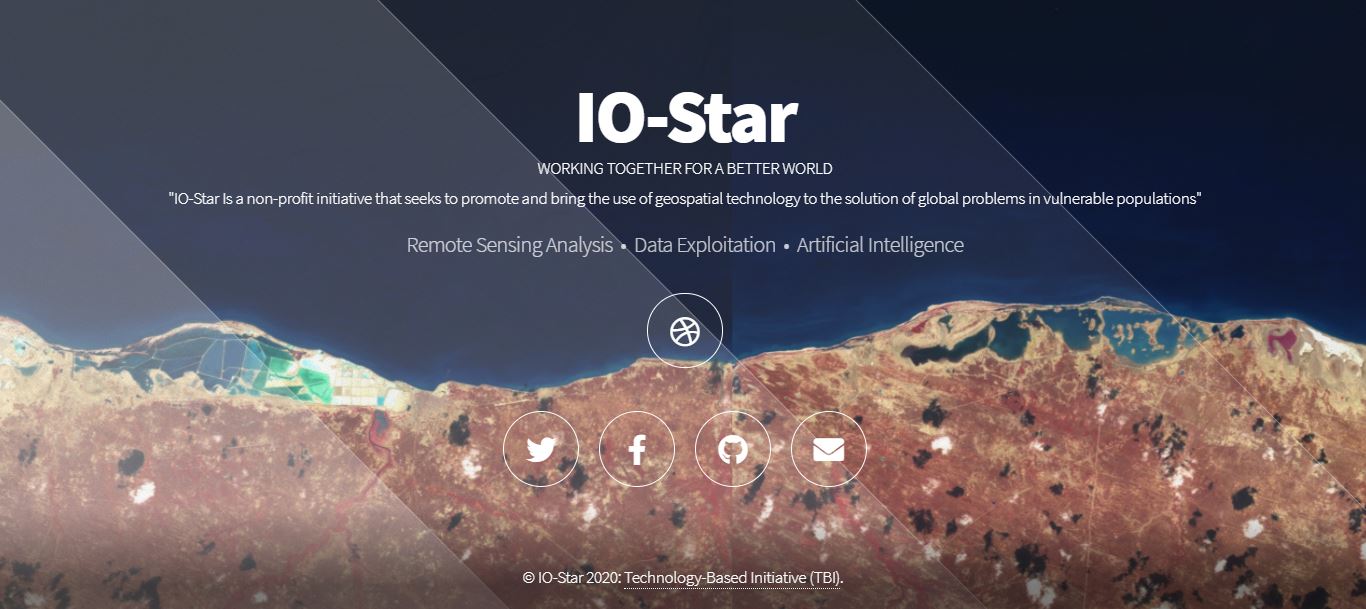 IO-Star
WORKING TOGETHER FOR A BETTER WORLD
"IO-Star Is a non-profit initiative that seeks to promote and bring the use of geospatial technology to the solution of global problems in vulnerable populations"
Remote Sensing Analysis • Data Exploitation • Artificial Intelligence
© IO-Star 2020: Technology-Based Initiative (TBI).